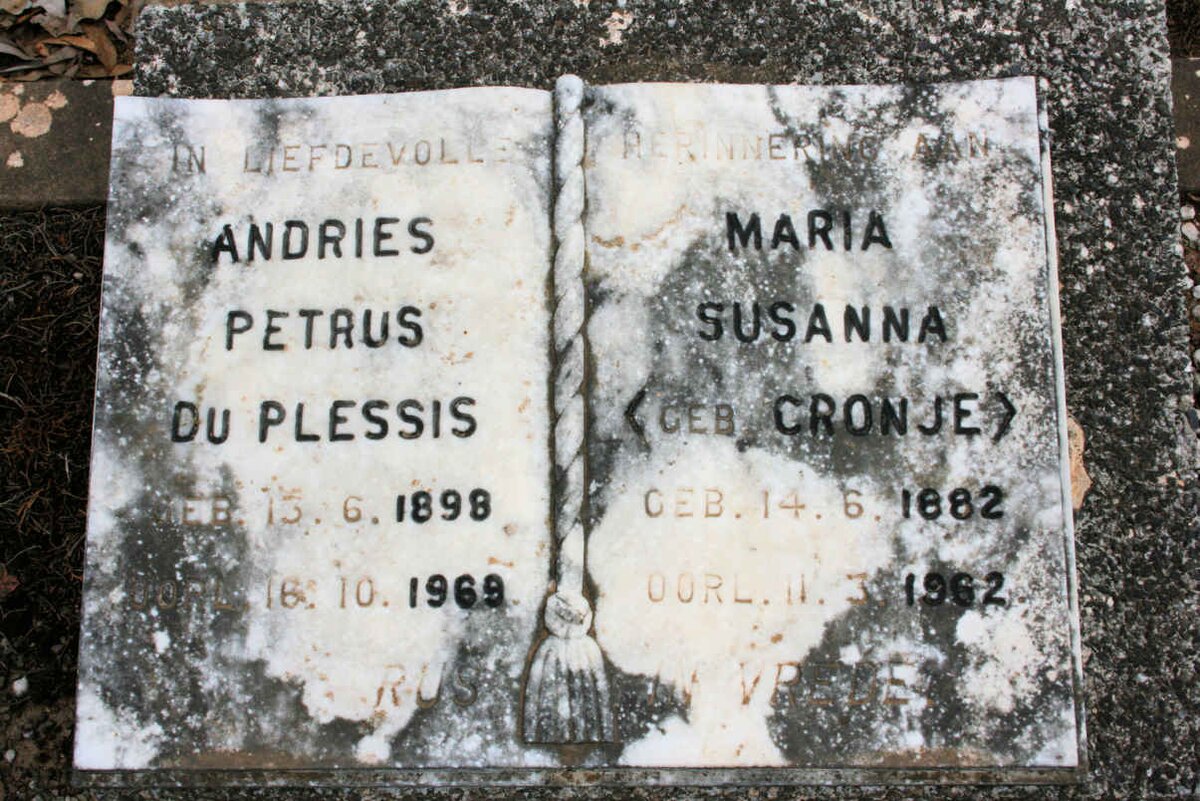 IN LIEFDEVOLLE HERINNERING AAN
ANDRIES
PETRUS
DU PLESSIS
GEB. 13. 6. 1898
OORL. 16. 10. 1969
MARIA
SUSANNA
(GEB. CRONJE)
GEB. 14. 6. 1882
OORL. 11. 3. 1962
RUS IN VREDE.